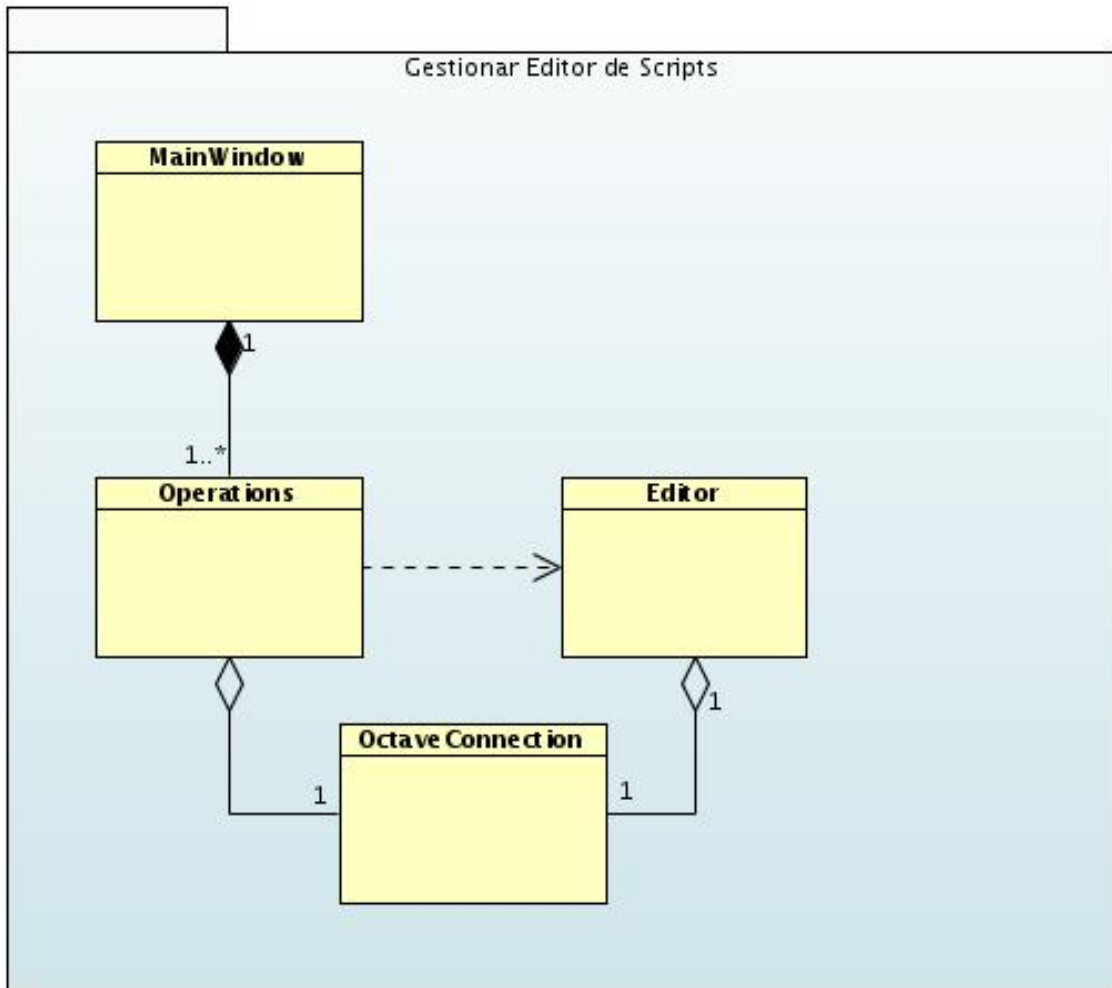 Gestionar Editor de Scripts
MainWindow
1
1..*
Operations
Editor
1
OctaveConnection
1
1